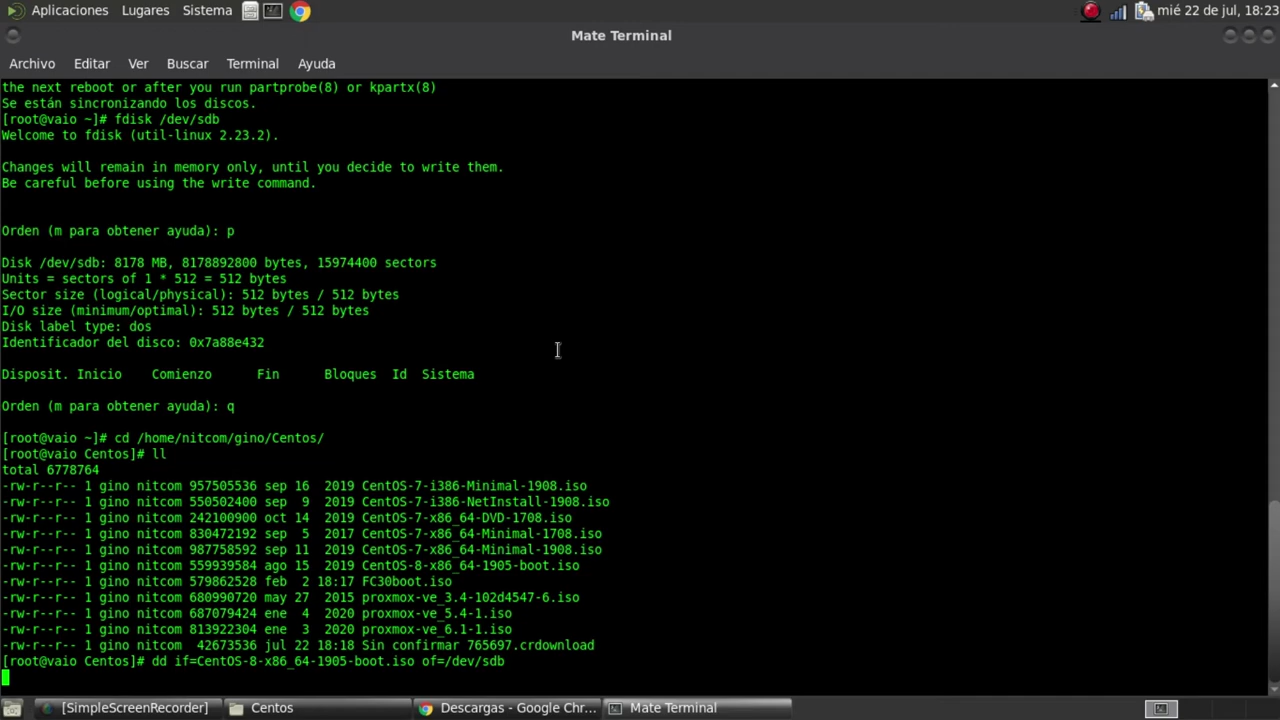 Aplicaciones Lugares Sistema mié 22 de jul, 18:23
Mate Terminal
Archivo Editar Ver Buscar Terminal Ayuda
the next reboot or after you run partprobe(8) or kpartx(8)
Se están sincronizando los discos.
[root@vaio ~]# fdisk /dev/sdb
Welcome to fdisk (util-linux 2.23.2).
Changes will remain in memory only, until you decide to write them.
Be careful before using the write command.
Orden (m para obtener ayuda): p
Disk /dev/sdb: 8178 MB, 8178892800 bytes, 15974400 sectors
Units = sectors of 1 * 512 = 512 bytes
Sector size (logical/physical): 512 bytes / 512 bytes
I/O size (minimum/optimal): 512 bytes / 512 bytes
Disk label type: dos
Identificador del disco: 0x7a88e432
Disposit. Inicio    Comienzo      Fin      Bloques  Id  Sistema
Orden (m para obtener ayuda): q
[root@vaio ~]# cd /home/nitcom/gino/Centos/
[root@vaio Centos]# ll
total 6778764
-rw-r--r-- 1 gino nitcom 957505536 sep 16  2019 CentOS-7-i386-Minimal-1908.iso
-rw-r--r-- 1 gino nitcom 550502400 sep  9  2019 CentOS-7-i386-NetInstall-1908.iso
-rw-r--r-- 1 gino nitcom 242100900 oct 14  2019 CentOS-7-x86_64-DVD-1708.iso
-rw-r--r-- 1 gino nitcom 830472192 sep  5  2017 CentOS-7-x86_64-Minimal-1708.iso
-rw-r--r-- 1 gino nitcom 987758592 sep 11  2019 CentOS-7-x86_64-Minimal-1908.iso
-rw-r--r-- 1 gino nitcom 559939584 ago 15  2019 CentOS-8-x86_64-1905-boot.iso
-rw-r--r-- 1 gino nitcom 579862528 feb  2 18:17 FC30boot.iso
-rw-r--r-- 1 gino nitcom 680990720 may 27  2015 proxmox-ve_3.4-102d4547-6.iso
-rw-r--r-- 1 gino nitcom 687079424 ene  4  2020 proxmox-ve_5.4-1.iso
-rw-r--r-- 1 gino nitcom 813922304 ene  3  2020 proxmox-ve_6.1-1.iso
-rw-r--r-- 1 gino nitcom  42673536 jul 22 18:18 Sin confirmar 765697.crdownload
[root@vaio Centos]# dd if=CentOS-8-x86_64-1905-boot.iso of=/dev/sdb
[SimpleScreenRecorder] Centos Descargas - Google Chr... Mate Terminal